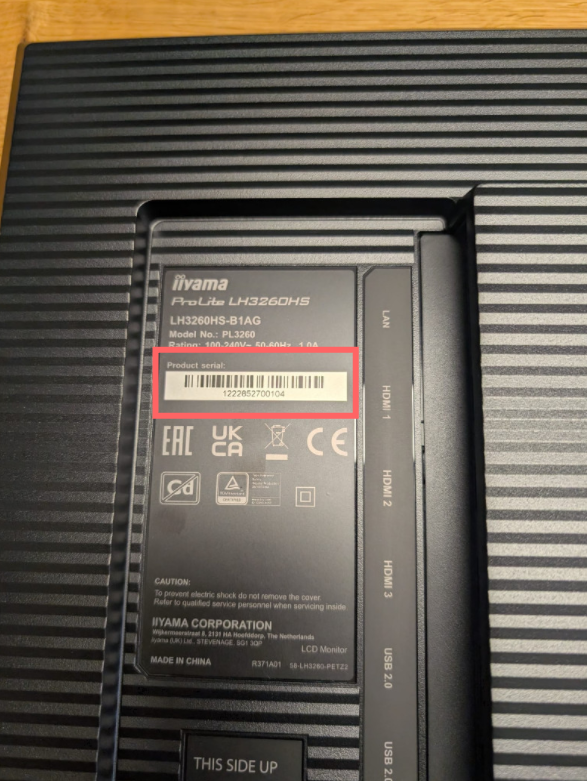 iiyama
ProLite LH3260HS
LH3260HS-B1AG
Model No.: PL3260
Rating: 100-240V~ 50-60Hz 1.0A
Product serial:
1222852700104
EAC
UK
CA
CE
Cd
CAUTION:
To prevent electric shock do not remove the cover.
Refer to qualified service personnel when servicing inside
IIYAMA CORPORATION
Wijkermeerstraat 8, 2131 HA Hoofddorp, The Netherlands
iiyama (UK) Ltd., STEVENAGE, SG1 3QP
LCD Monitor
MADE IN CHINA
R371A01
THIS SIDE UP
LAN
HDMI 1
HDMI 2
HDMI 3
USB 2.0
USB 2.0